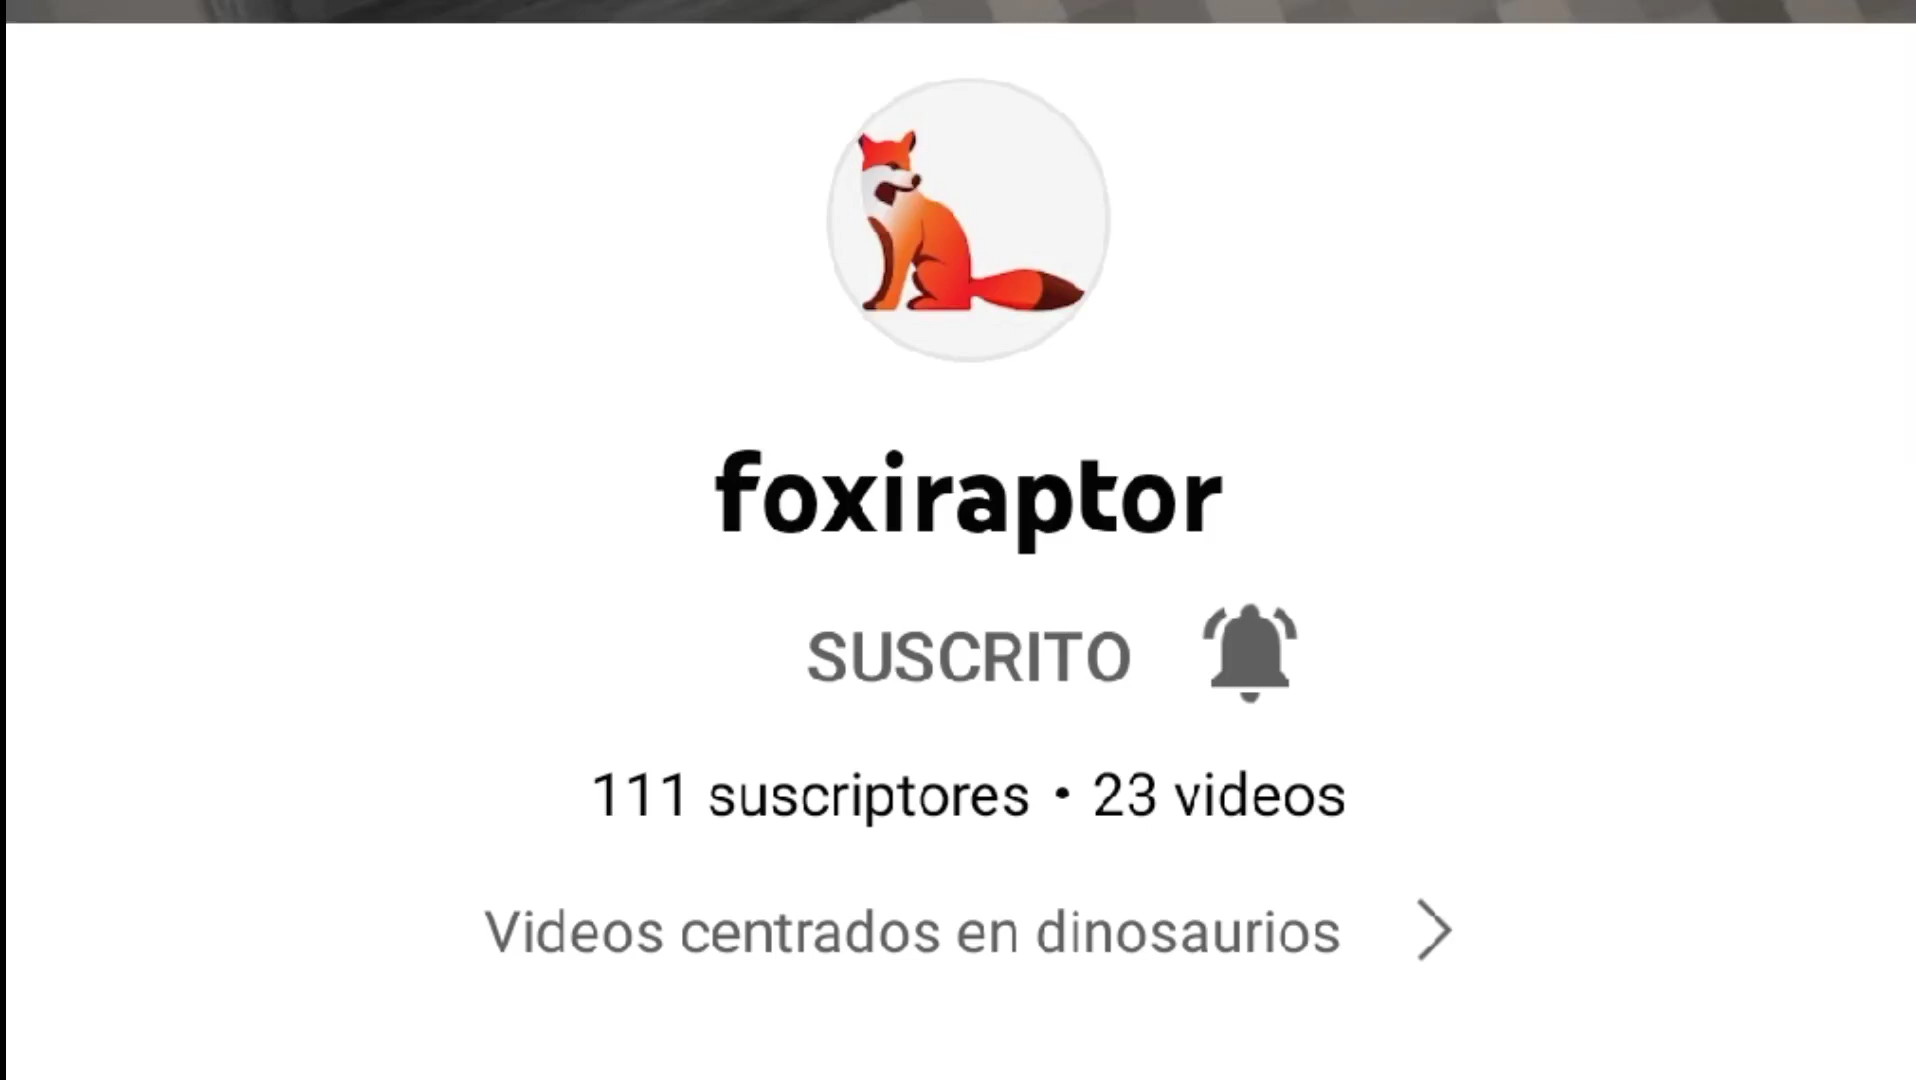 foxiraptor
SUSCRITO
111 suscriptores • 23 videos
Videos centrados en dinosaurios